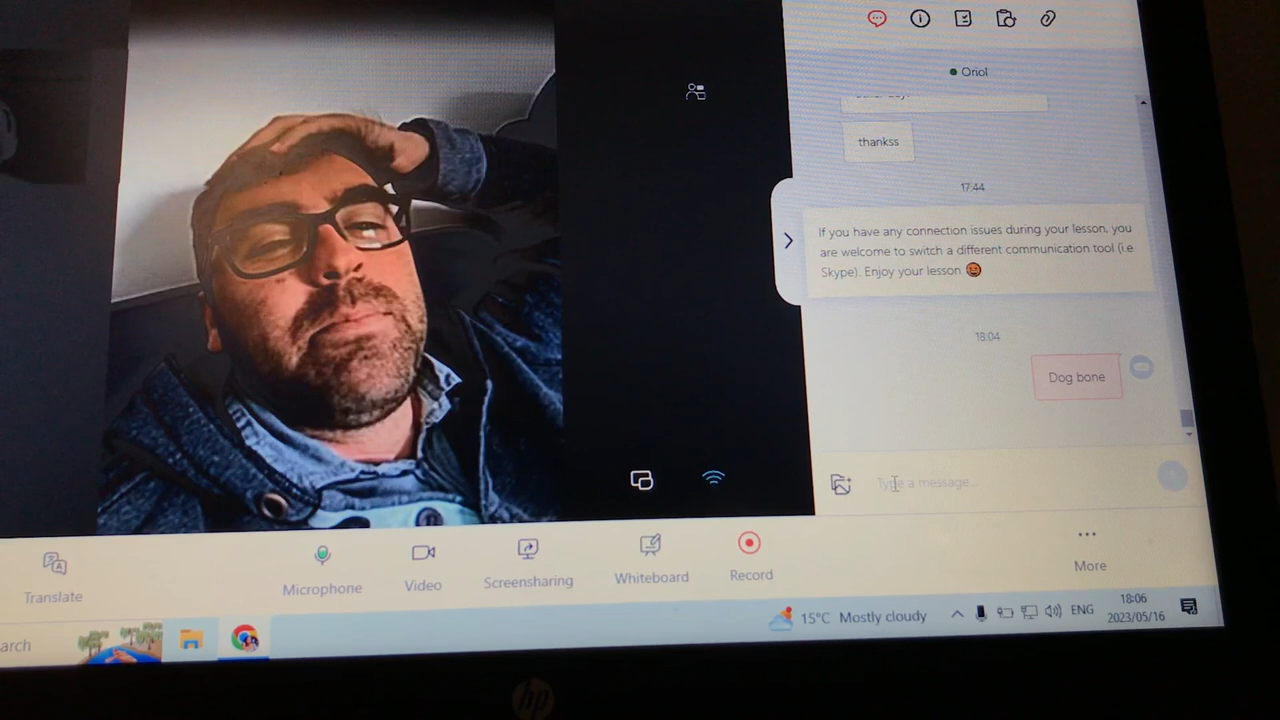 Oriol
thankss
17:44
If you have any connection issues during your lesson, you
are welcome to switch a different communication tool (i.e
Skype). Enjoy your lesson
18:04
Dog bone
Type a message...
Translate
Microphone
Video
Screensharing
Whiteboard
Record
More
arch
15°C Mostly cloudy
ENG
18:06
2023/05/16
hp